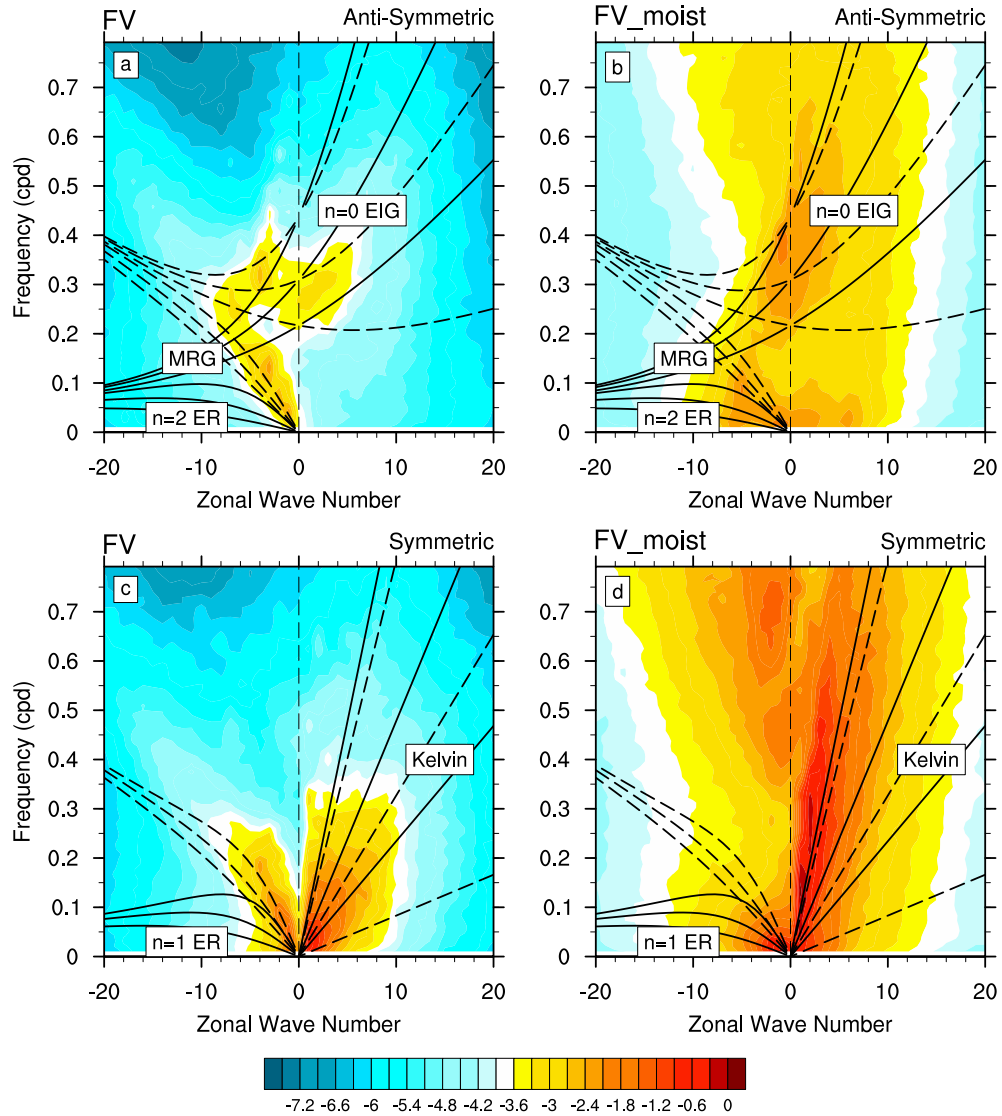 FV Anti-Symmetric
a
Frequency (cpd)
0.7
0.6
0.5
0.4
0.3
0.2
0.1
0
n=0 EIG
MRG
n=2 ER
-20 -10 0 10 20
Zonal Wave Number
FV_moist Anti-Symmetric
b
0.7
0.6
0.5
0.4
0.3
0.2
0.1
0
n=0 EIG
MRG
n=2 ER
-20 -10 0 10 20
Zonal Wave Number
FV Symmetric
c
Frequency (cpd)
0.7
0.6
0.5
0.4
0.3
0.2
0.1
0
Kelvin
n=1 ER
-20 -10 0 10 20
Zonal Wave Number
FV_moist Symmetric
d
0.7
0.6
0.5
0.4
0.3
0.2
0.1
0
Kelvin
n=1 ER
-20 -10 0 10 20
Zonal Wave Number
-7.2 -6.6 -6 -5.4 -4.8 -4.2 -3.6 -3 -2.4 -1.8 -1.2 -0.6 0